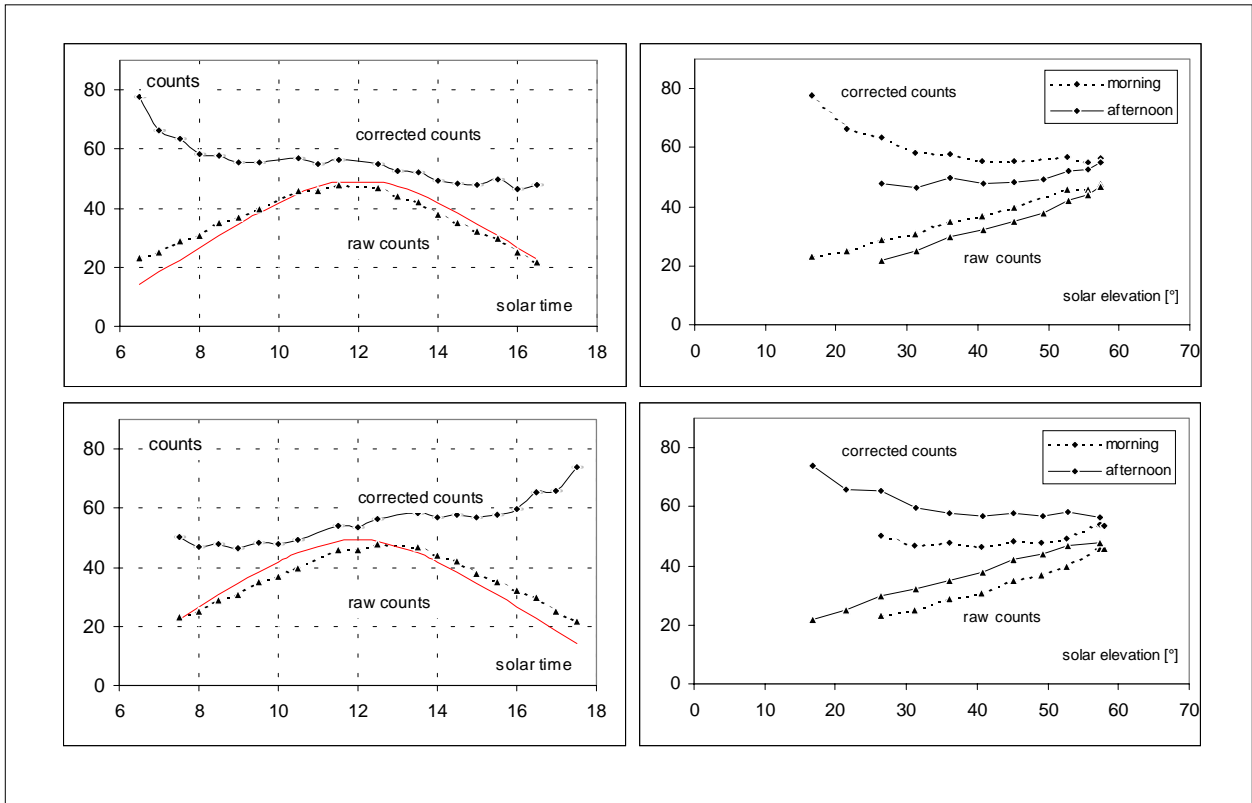 counts
80
60
40
20
0
corrected counts
raw counts
solar time
6 8 10 12 14 16 18
morning
afternoon
corrected counts
80
60
40
20
0
raw counts
solar elevation [°]
0 10 20 30 40 50 60 70
counts
80
60
40
20
0
corrected counts
raw counts
solar time
6 8 10 12 14 16 18
morning
afternoon
corrected counts
80
60
40
20
0
raw counts
solar elevation [°]
0 10 20 30 40 50 60 70